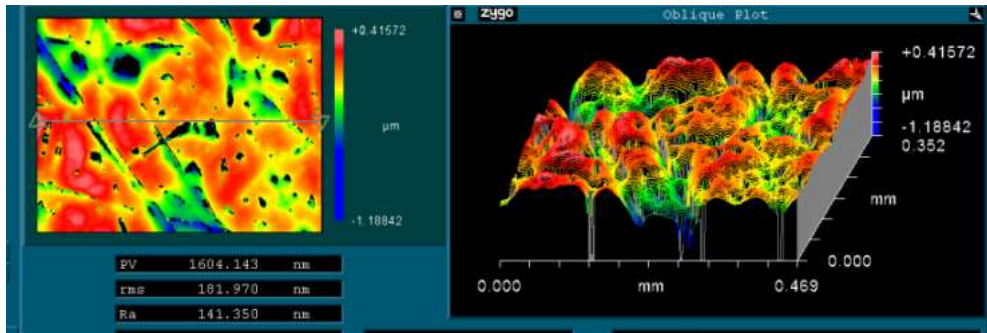 +0.41572
µm
-1.18842
PV 1604.143 nm
rms 181.970 nm
Ra 141.350 nm
zygo Oblique Plot
+0.41572
µm
-1.18842
0.352
mm
0.000
0.000 mm 0.469